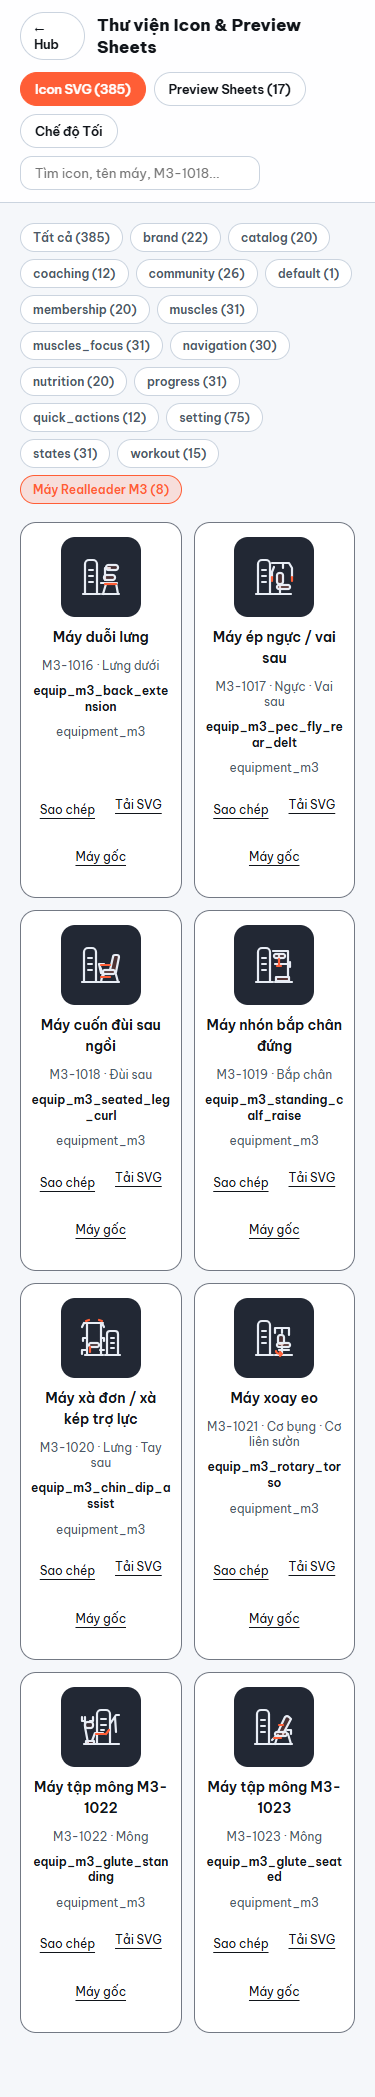 ← Hub
Thư viện Icon & Preview
Sheets
Icon SVG (385)
Preview Sheets (17)
Chế độ Tối
Tìm icon, tên máy, M3-1018...
Tất cả (385)
brand (22)
catalog (20)
coaching (12)
community (26)
default (1)
membership (20)
muscles (31)
muscles_focus (31)
navigation (30)
nutrition (20)
progress (31)
quick_actions (12)
setting (75)
states (31)
workout (15)
Máy Realleader M3 (8)
Máy duỗi lưng
M3-1016 · Lưng dưới
equip_m3_back_exte
nsion
equipment_m3
Sao chép
Tải SVG
Máy gốc
Máy ép ngực / vai
sau
M3-1017 · Ngực · Vai
sau
equip_m3_pec_fly_re
ar_delt
equipment_m3
Sao chép
Tải SVG
Máy gốc
Máy cuốn đùi sau
ngồi
M3-1018 · Đùi sau
equip_m3_seated_leg
_curl
equipment_m3
Sao chép
Tải SVG
Máy gốc
Máy nhón bắp chân
đứng
M3-1019 · Bắp chân
equip_m3_standing_c
alf_raise
equipment_m3
Sao chép
Tải SVG
Máy gốc
Máy xà đơn / xà
kép trợ lực
M3-1020 · Lưng · Tay
sau
equip_m3_chin_dip_a
ssist
equipment_m3
Sao chép
Tải SVG
Máy gốc
Máy xoay eo
M3-1021 · Cơ bụng · Cơ
liên sườn
equip_m3_rotary_tor
so
equipment_m3
Sao chép
Tải SVG
Máy gốc
Máy tập mông M3-
1022
M3-1022 · Mông
equip_m3_glute_stan
ding
equipment_m3
Sao chép
Tải SVG
Máy gốc
Máy tập mông M3-
1023
M3-1023 · Mông
equip_m3_glute_seat
ed
equipment_m3
Sao chép
Tải SVG
Máy gốc